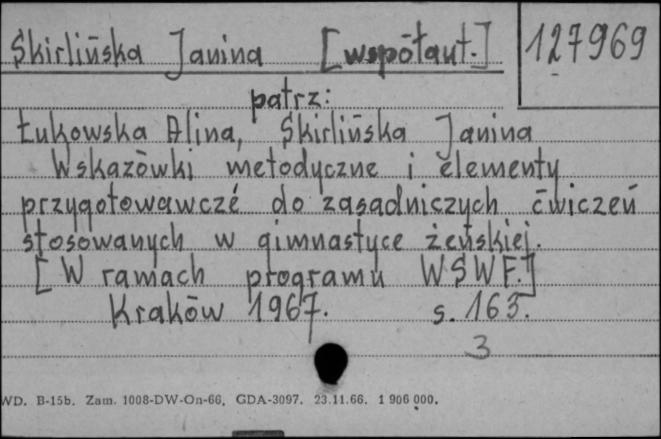 Skirlińska Janina [współaut.] 127969
patrz:
Łukowska Alina, Skirlińska Janina
Wskazówki metodyczne i elementy
przygotowawcze do zasadniczych ćwiczeń
stosowanych w gimnastyce żeńskiej.
[W ramach programu WSWF.]
Kraków 1967. s. 163.
3
WD. B-15b. Zam. 1008-DW-On-66. GDA-3097. 23.11.66. 1 906 000.